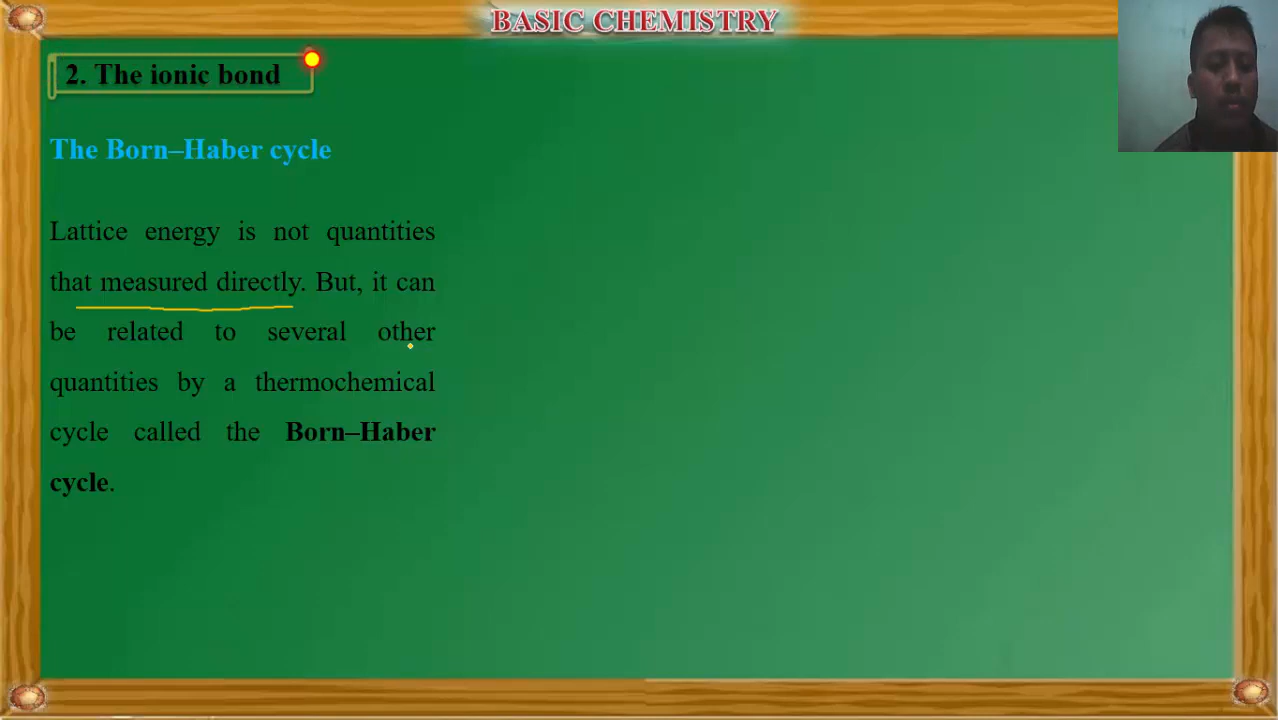 BASIC CHEMISTRY
2. The ionic bond
The Born–Haber cycle
Lattice energy is not quantities
that measured directly. But, it can
be related to several other
quantities by a thermochemical
cycle called the Born–Haber
cycle.